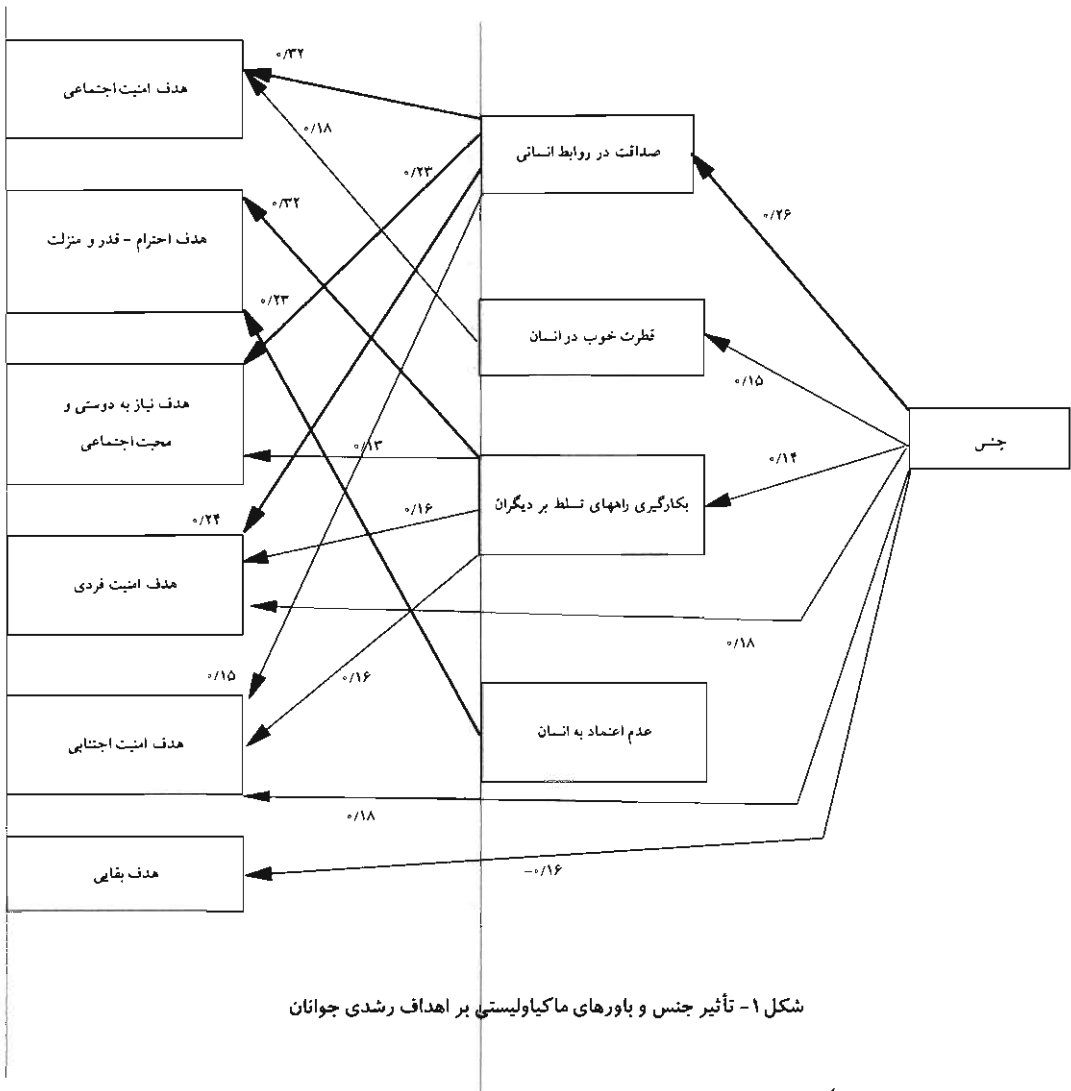 ۰/۳۲
هدف امنیت اجتماعی
۰/۱۸
صداقت در روابط انسانی
۰/۲۳
۰/۳۲
۰/۲۶
هدف احترام - قدر و منزلت
۰/۲۳
فطرت خوب در انسان
۰/۱۵
هدف نیاز به دوستی و
محبت اجتماعی
جنس
۰/۱۳
۰/۱۴
بکارگیری راههای تسلط بر دیگران
۰/۱۶
۰/۲۴
هدف امنیت فردی
۰/۱۸
۰/۱۵
۰/۱۶
عدم اعتماد به انسان
هدف امنیت اجتنابی
۰/۱۸
-۰/۱۶
هدف بقایی
شکل ۱- تأثیر جنس و باورهای ماکیاولیستی بر اهداف رشدی جوانان